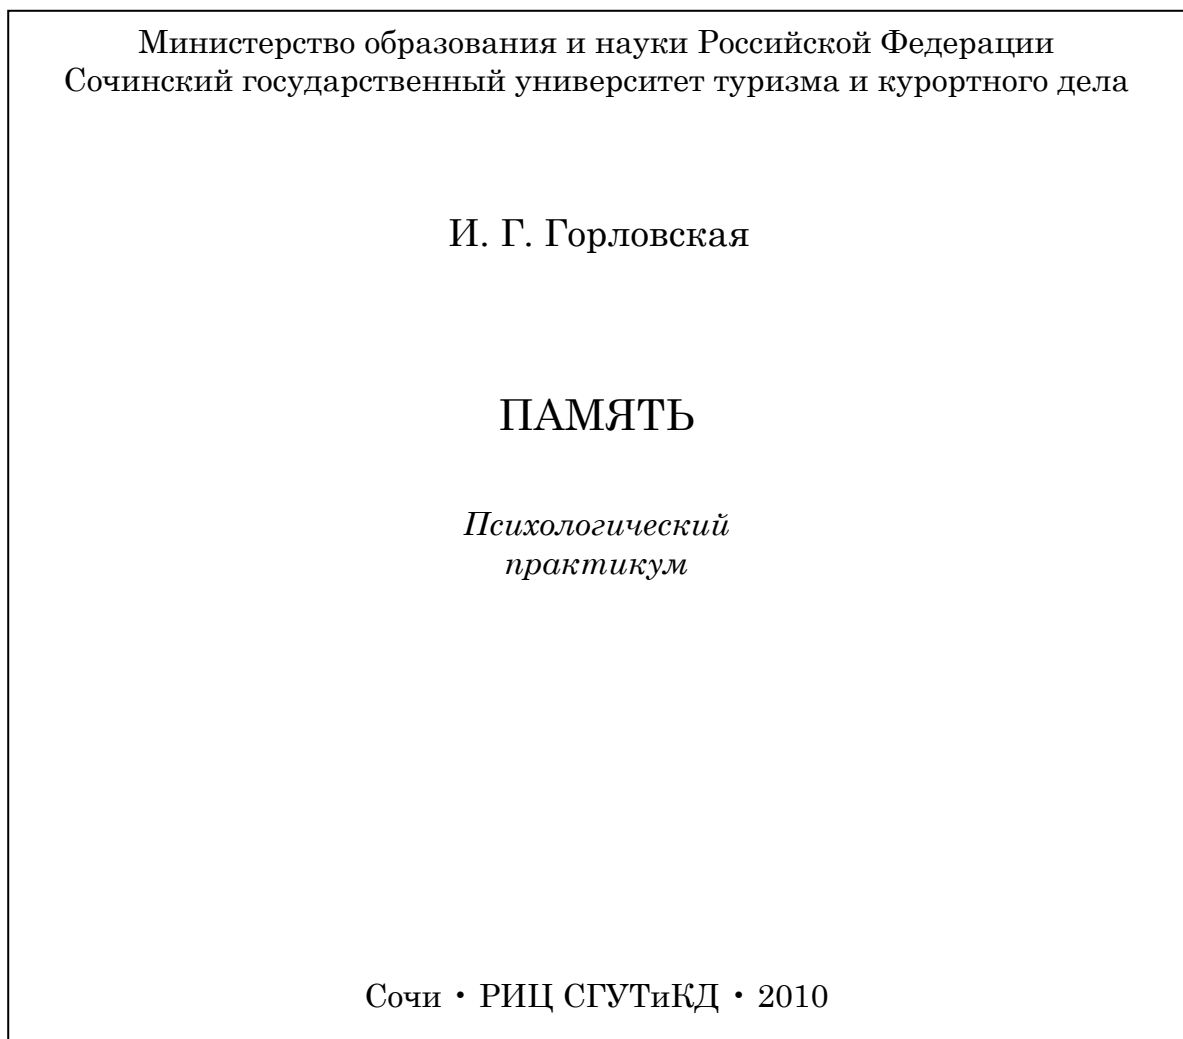 Министерство образования и науки Российской Федерации
Сочинский государственный университет туризма и курортного дела
И. Г. Горловская
ПАМЯТЬ
Психологический
практикум
Сочи • РИЦ СГУТиКД • 2010